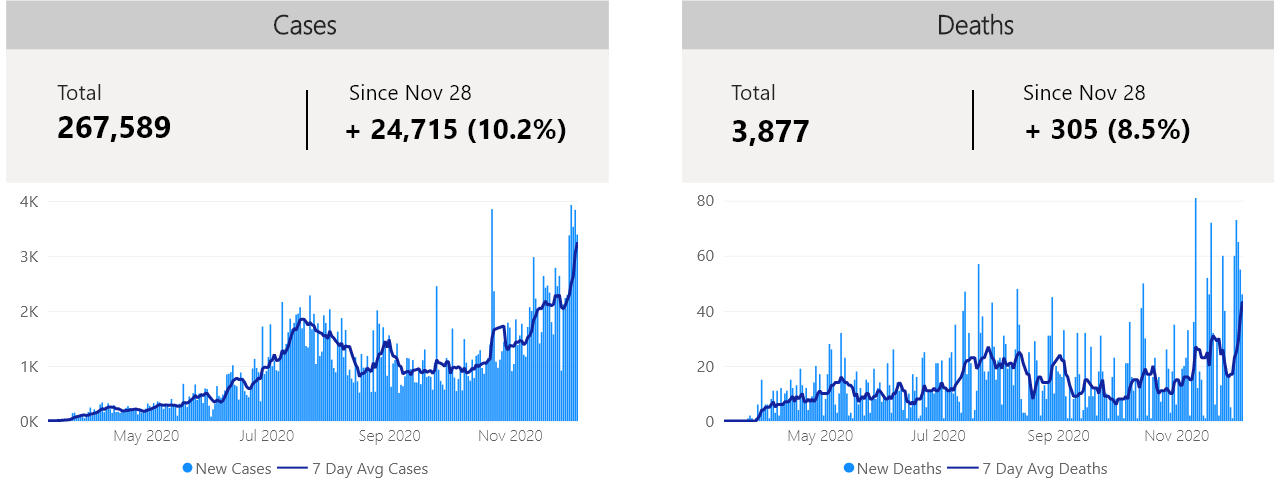 Cases
Total
267,589
Since Nov 28
+ 24,715 (10.2%)
4K
3K
2K
1K
0K
May 2020
Jul 2020
Sep 2020
Nov 2020
New Cases
7 Day Avg Cases
Deaths
Total
3,877
Since Nov 28
+ 305 (8.5%)
80
60
40
20
0
May 2020
Jul 2020
Sep 2020
Nov 2020
New Deaths
7 Day Avg Deaths